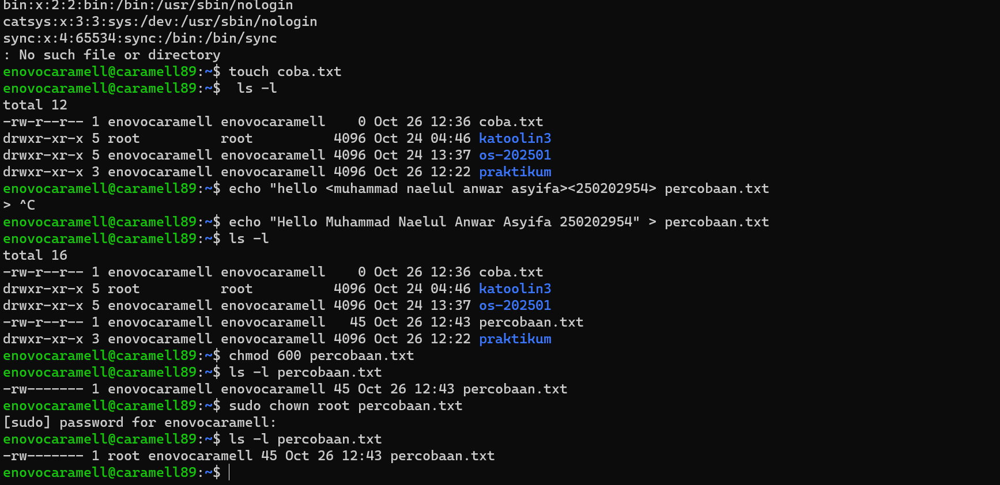 bin:x:2:2:bin:/bin:/usr/sbin/nologin
catsys:x:3:3:sys:/dev:/usr/sbin/nologin
sync:x:4:65534:sync:/bin:/bin/sync
: No such file or directory
enovocaramell@caramell89:~$ touch coba.txt
enovocaramell@caramell89:~$  ls -l
total 12
-rw-r--r-- 1 enovocaramell enovocaramell    0 Oct 26 12:36 coba.txt
drwxr-xr-x 5 root          root          4096 Oct 24 04:46 katoolin3
drwxr-xr-x 5 enovocaramell enovocaramell 4096 Oct 24 13:37 os-202501
drwxr-xr-x 3 enovocaramell enovocaramell 4096 Oct 26 12:22 praktikum
enovocaramell@caramell89:~$ echo "hello <muhammad naelul anwar asyifa><250202954> percobaan.txt
> ^C
enovocaramell@caramell89:~$ echo "Hello Muhammad Naelul Anwar Asyifa 250202954" > percobaan.txt
enovocaramell@caramell89:~$ ls -l
total 16
-rw-r--r-- 1 enovocaramell enovocaramell    0 Oct 26 12:36 coba.txt
drwxr-xr-x 5 root          root          4096 Oct 24 04:46 katoolin3
drwxr-xr-x 5 enovocaramell enovocaramell 4096 Oct 24 13:37 os-202501
-rw-r--r-- 1 enovocaramell enovocaramell   45 Oct 26 12:43 percobaan.txt
drwxr-xr-x 3 enovocaramell enovocaramell 4096 Oct 26 12:22 praktikum
enovocaramell@caramell89:~$ chmod 600 percobaan.txt
enovocaramell@caramell89:~$ ls -l percobaan.txt
-rw------- 1 enovocaramell enovocaramell 45 Oct 26 12:43 percobaan.txt
enovocaramell@caramell89:~$ sudo chown root percobaan.txt
[sudo] password for enovocaramell:
enovocaramell@caramell89:~$ ls -l percobaan.txt
-rw------- 1 root enovocaramell 45 Oct 26 12:43 percobaan.txt
enovocaramell@caramell89:~$